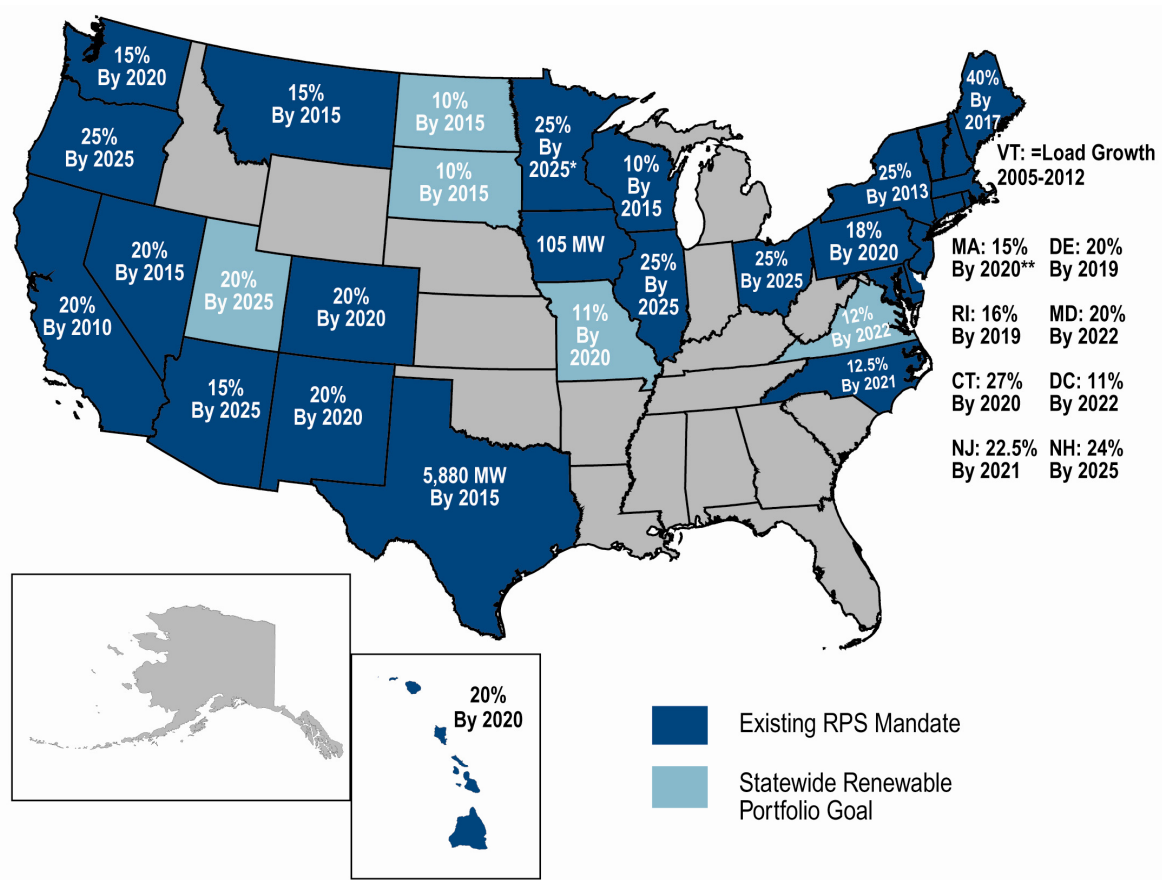 15%
By 2020
25%
By 2025
20%
By 2010
20%
By 2015
15%
By 2015
20%
By 2025
15%
By 2025
20%
By 2020
20%
By 2020
10%
By 2015
10%
By 2015
25%
By
2025*
105 MW
11%
By
2020
5,880 MW
By 2015
10%
By
2015
25%
By
2025
25%
By 2025
18%
By 2020
25%
By 2013
40%
By
2017
12%
By 2022
12.5%
By 2021
VT: =Load Growth
2005-2012
MA: 15%
By 2020**
DE: 20%
By 2019
RI: 16%
By 2019
MD: 20%
By 2022
CT: 27%
By 2020
DC: 11%
By 2022
NJ: 22.5%
By 2021
NH: 24%
By 2025
20%
By 2020
Existing RPS Mandate
Statewide Renewable
Portfolio Goal